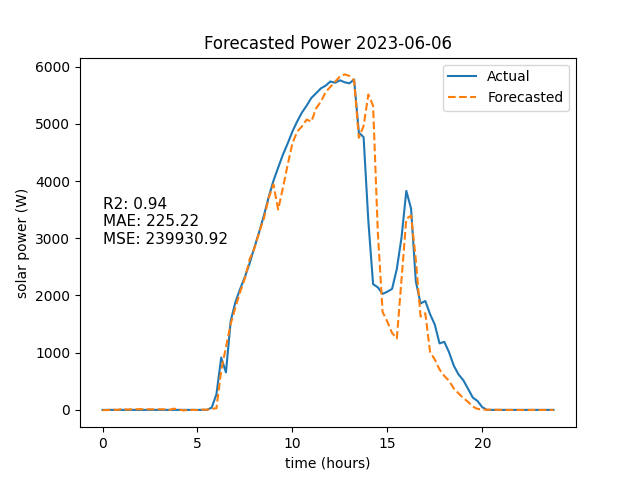 Forecasted Power 2023-06-06
Actual
Forecasted
R2: 0.94
MAE: 225.22
MSE: 239930.92
solar power (W)
6000
5000
4000
3000
2000
1000
0
0 5 10 15 20
time (hours)